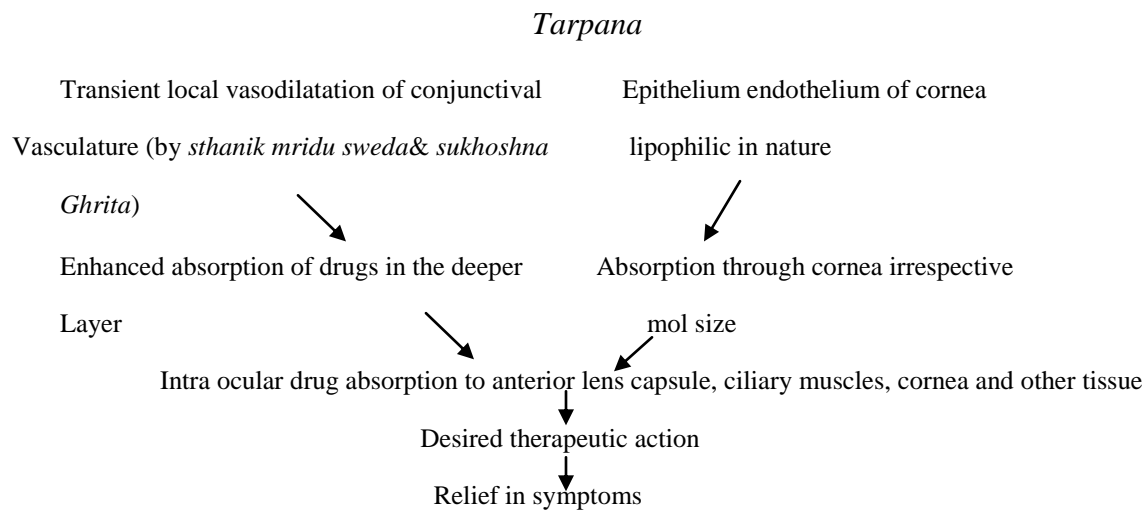 Tarpana
Transient local vasodilatation of conjunctival
Vasculature (by sthanik mridu sweda& sukhoshna
Ghrita)
Epithelium endothelium of cornea
lipophilic in nature
Enhanced absorption of drugs in the deeper
Layer
Absorption through cornea irrespective
mol size
Intra ocular drug absorption to anterior lens capsule, ciliary muscles, cornea and other tissue
Desired therapeutic action
Relief in symptoms